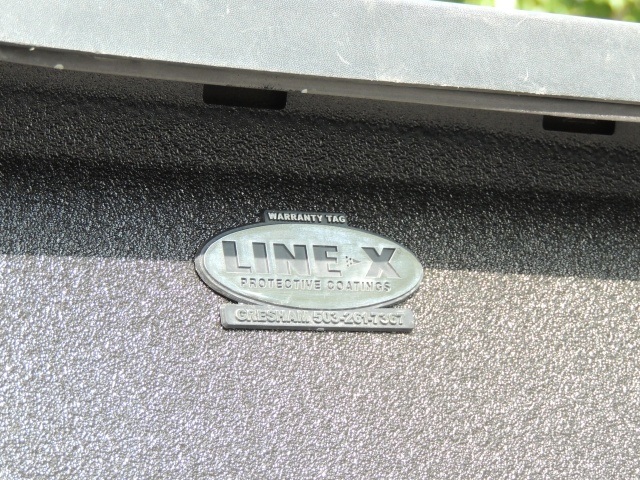 WARRANTY TAG
LINE-X
PROTECTIVE COATINGS
GRESHAM, 503-261-7367